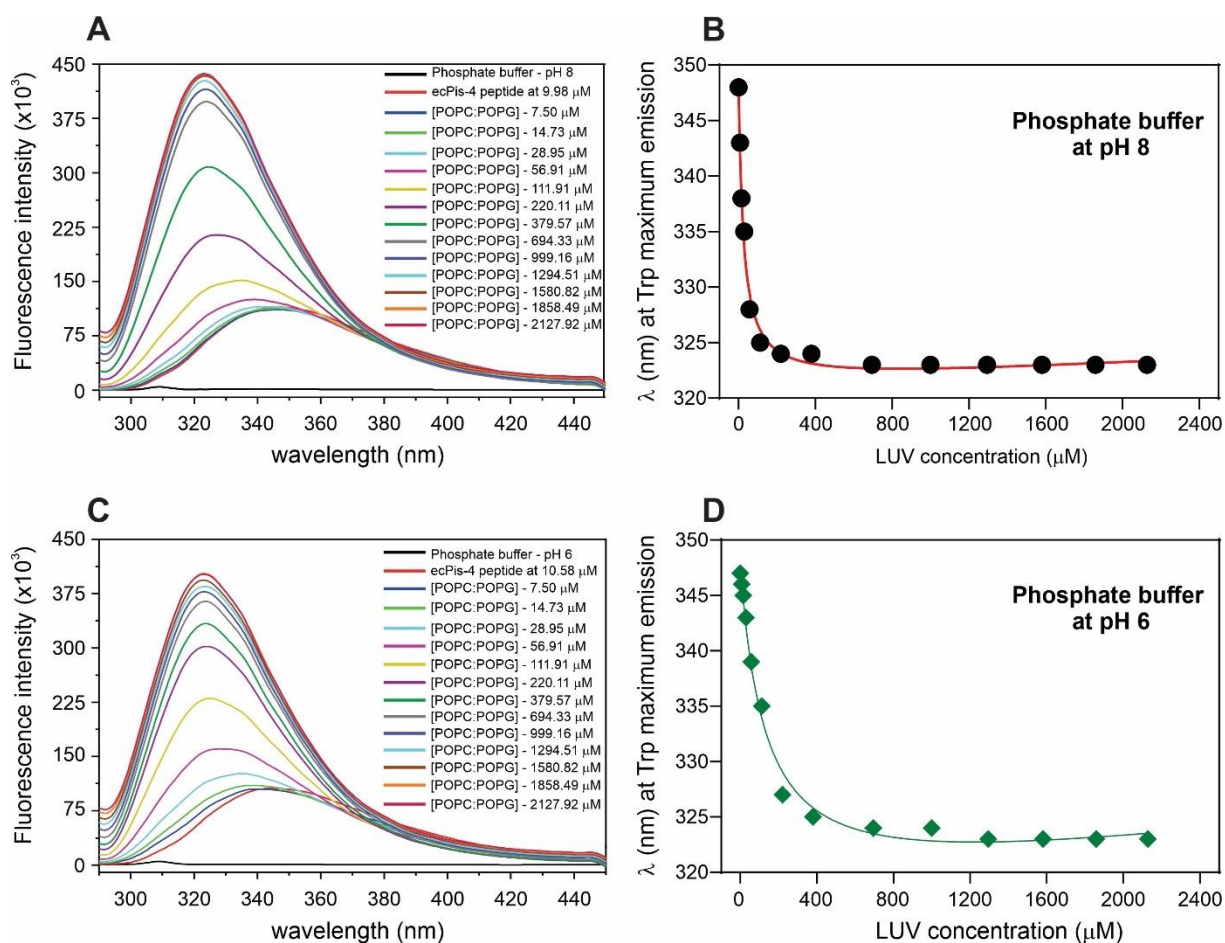 A
Fluorescence intensity (x10³)
450
375
300
225
150
75
0
300 320 340 360 380 400 420 440
wavelength (nm)
Phosphate buffer - pH 8
ecPis-4 peptide at 9.98 μM
[POPC:POPG] - 7.50 μM
[POPC:POPG] - 14.73 μM
[POPC:POPG] - 28.95 μM
[POPC:POPG] - 56.91 μM
[POPC:POPG] - 111.91 μM
[POPC:POPG] - 220.11 μM
[POPC:POPG] - 379.57 μM
[POPC:POPG] - 694.33 μM
[POPC:POPG] - 999.16 μM
[POPC:POPG] - 1294.51 μM
[POPC:POPG] - 1580.82 μM
[POPC:POPG] - 1858.49 μM
[POPC:POPG] - 2127.92 μM
B
λ (nm) at Trp maximum emission
350
345
340
335
330
325
320
0 400 800 1200 1600 2000 2400
LUV concentration (μM)
Phosphate buffer
at pH 8
C
Fluorescence intensity (x10³)
450
375
300
225
150
75
0
300 320 340 360 380 400 420 440
wavelength (nm)
Phosphate buffer - pH 6
ecPis-4 peptide at 10.58 μM
[POPC:POPG] - 7.50 μM
[POPC:POPG] - 14.73 μM
[POPC:POPG] - 28.95 μM
[POPC:POPG] - 56.91 μM
[POPC:POPG] - 111.91 μM
[POPC:POPG] - 220.11 μM
[POPC:POPG] - 379.57 μM
[POPC:POPG] - 694.33 μM
[POPC:POPG] - 999.16 μM
[POPC:POPG] - 1294.51 μM
[POPC:POPG] - 1580.82 μM
[POPC:POPG] - 1858.49 μM
[POPC:POPG] - 2127.92 μM
D
λ (nm) at Trp maximum emission
350
345
340
335
330
325
320
0 400 800 1200 1600 2000 2400
LUV concentration (μM)
Phosphate buffer
at pH 6